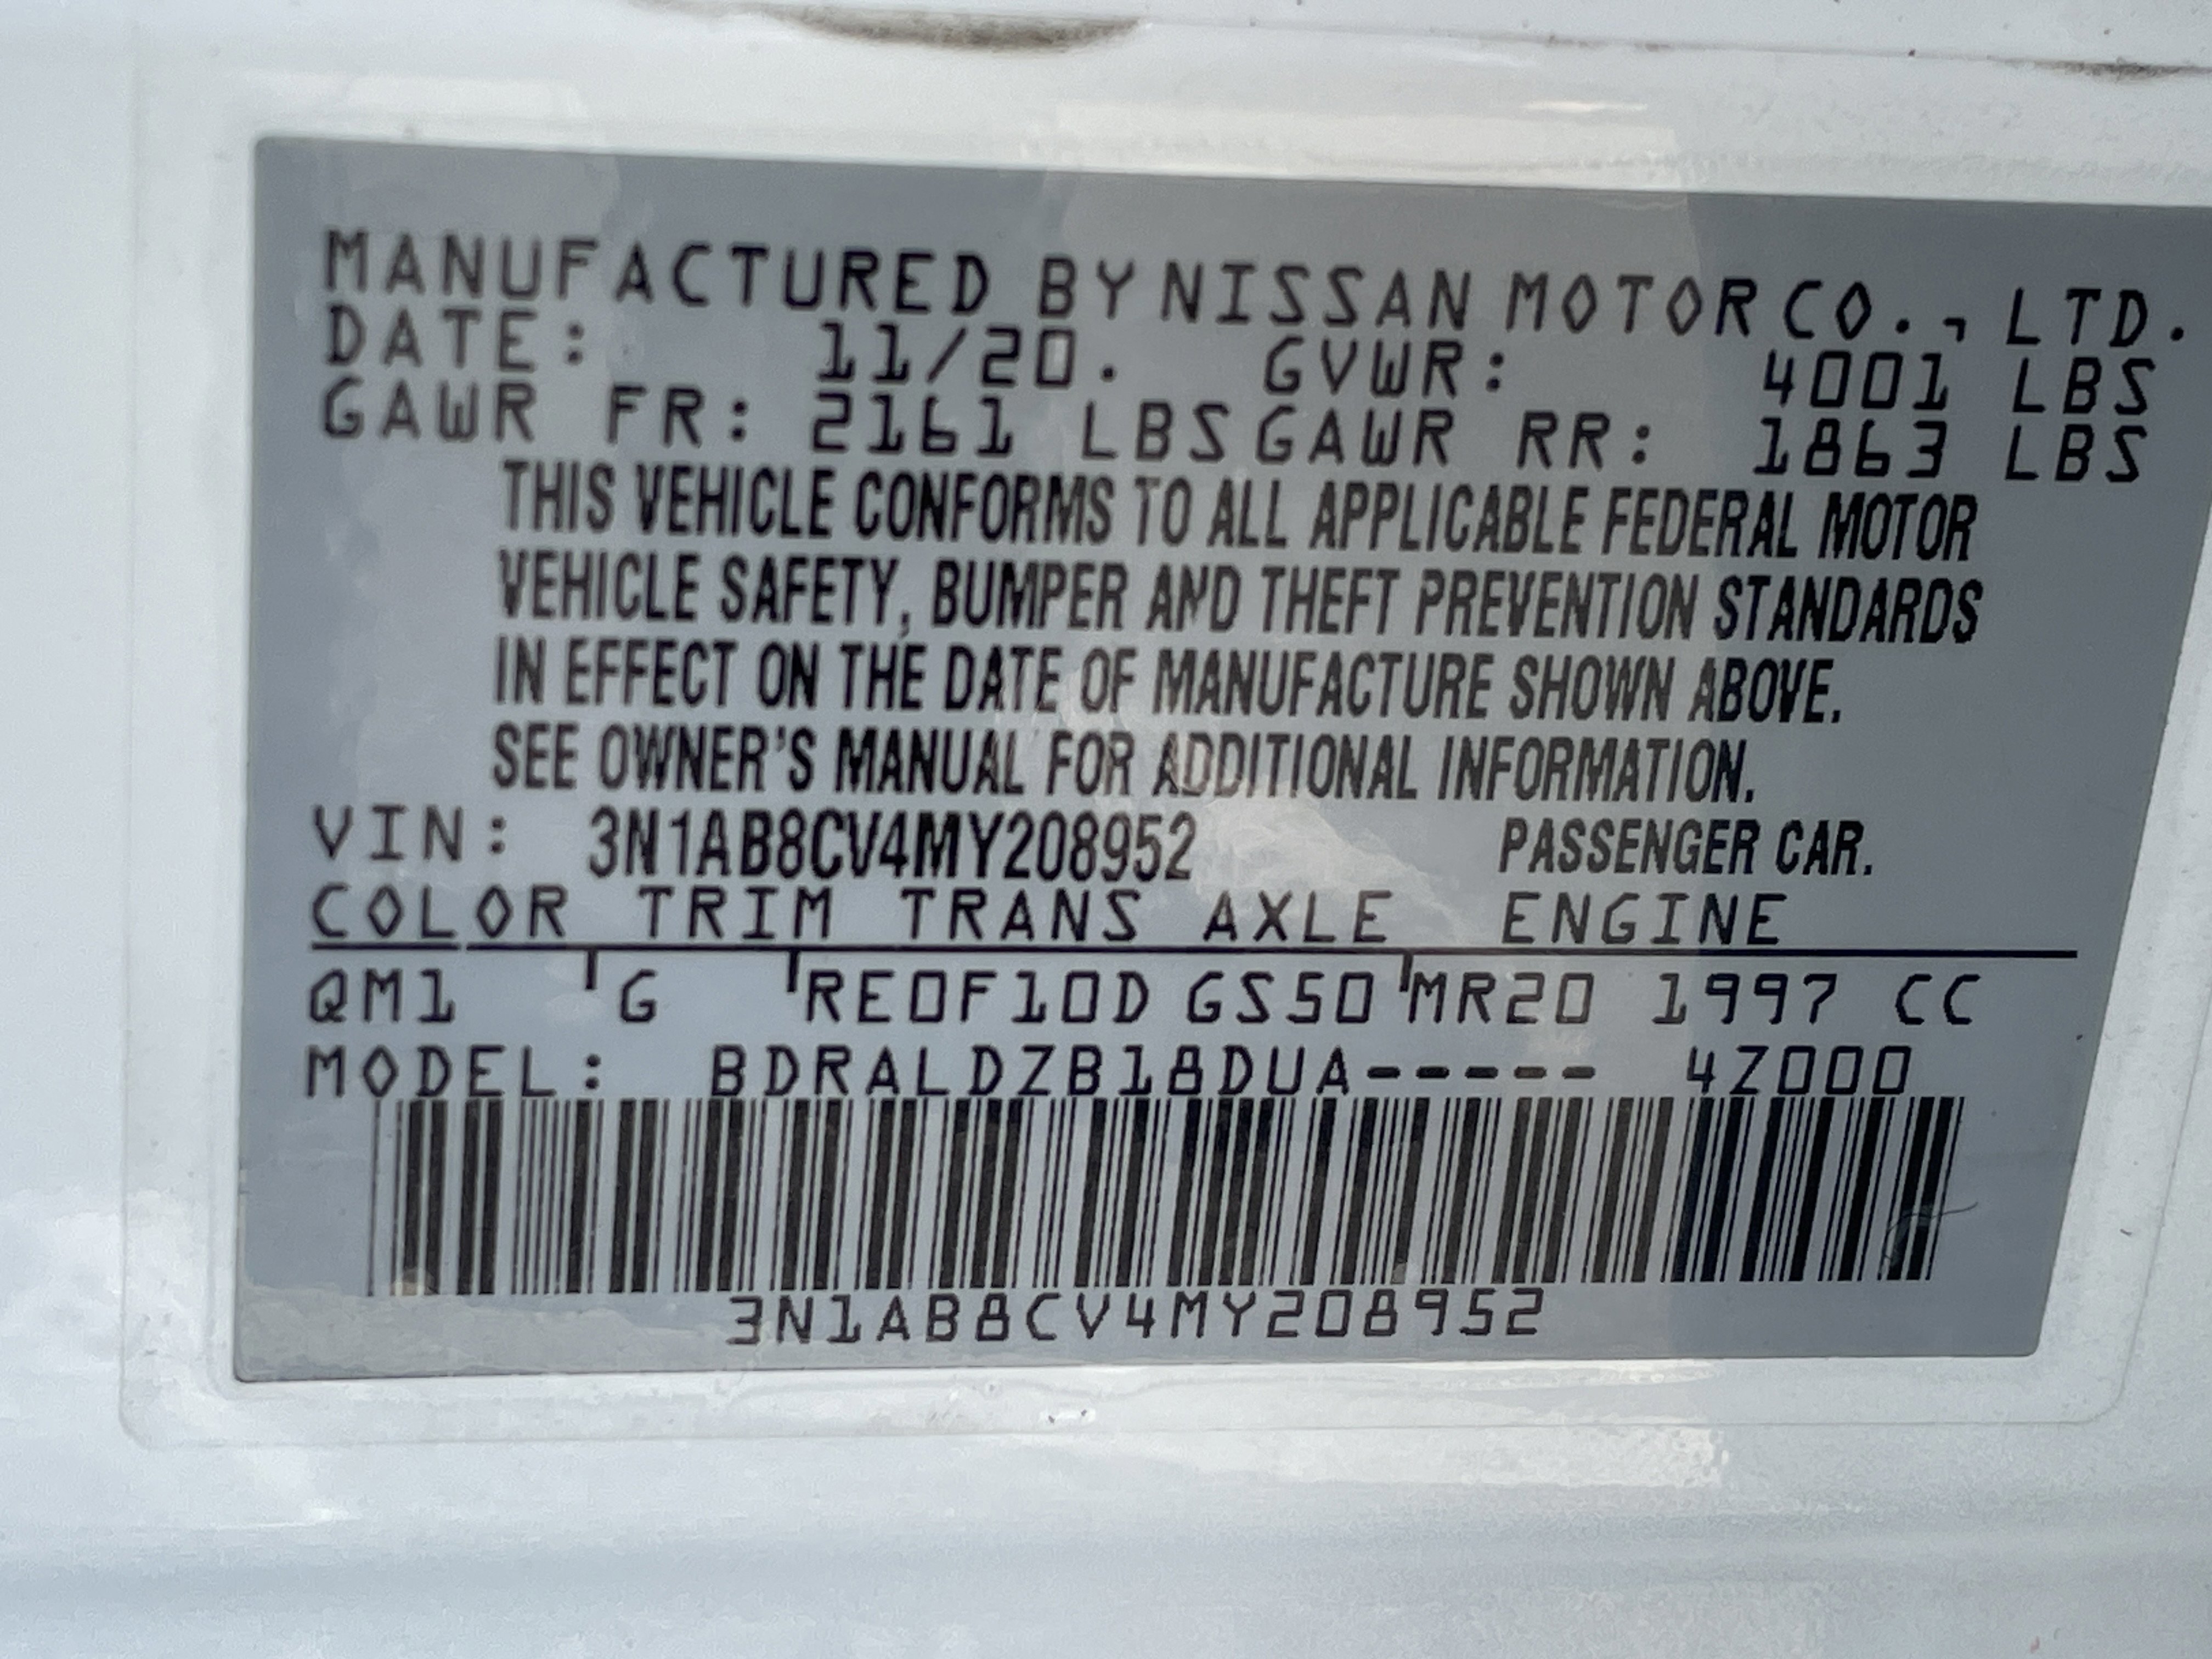 MANUFACTURED BY NISSAN MOTOR CO., LTD.
DATE: 11/20. GVWR: 4001 LBS
GAWR FR: 2161 LBS GAWR RR: 1863 LBS
THIS VEHICLE CONFORMS TO ALL APPLICABLE FEDERAL MOTOR
VEHICLE SAFETY, BUMPER AND THEFT PREVENTION STANDARDS
IN EFFECT ON THE DATE OF MANUFACTURE SHOWN ABOVE.
SEE OWNER'S MANUAL FOR ADDITIONAL INFORMATION.
VIN: 3N1AB8CV4MY208952 PASSENGER CAR.
COLOR TRIM TRANS AXLE ENGINE
QM1 G RE0F10D GS50 MR20 1997 CC
MODEL: BDRALDZB18DUA----- 4Z000
3N1AB8CV4MY208952